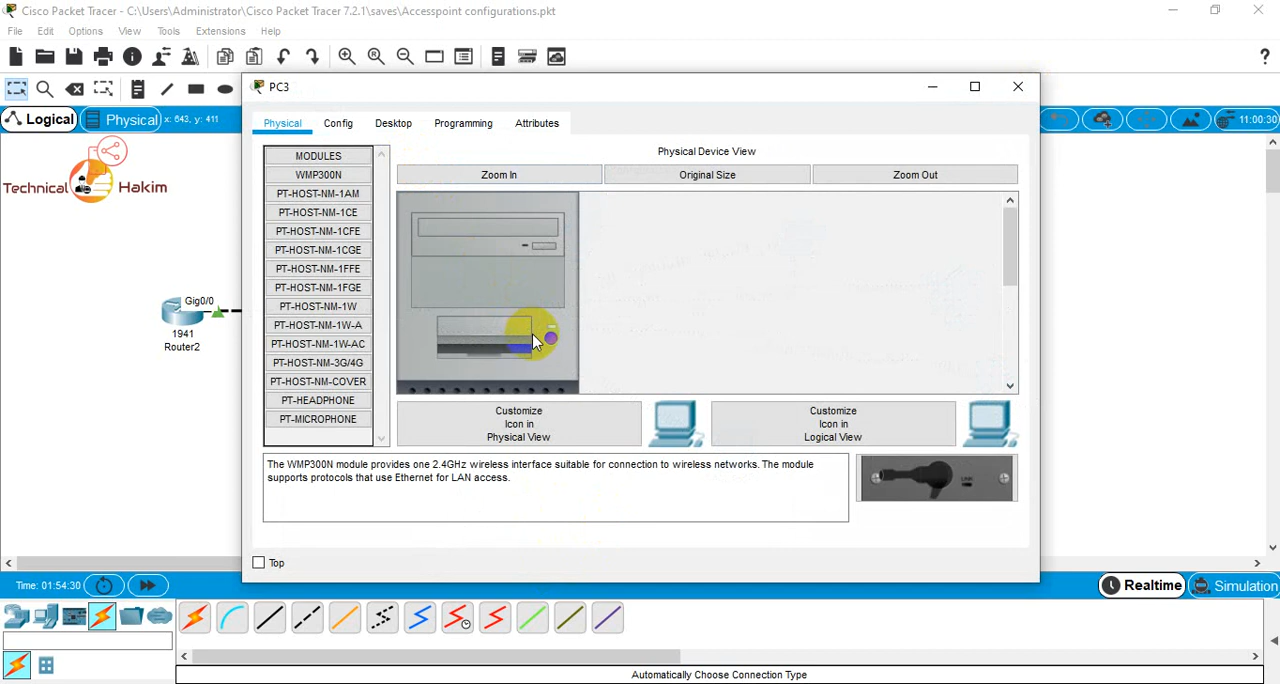 Cisco Packet Tracer - C:\Users\Administrator\Cisco Packet Tracer 7.2.1\saves\Accesspoint configurations.pkt
File Edit Options View Tools Extensions Help
?
PC3
Logical
Physical
x: 643, y: 411
11:00:30
Physical Config Desktop Programming Attributes
Technical Hakim
MODULES
WMP300N
PT-HOST-NM-1AM
PT-HOST-NM-1CE
PT-HOST-NM-1CFE
PT-HOST-NM-1CGE
PT-HOST-NM-1FFE
PT-HOST-NM-1FGE
PT-HOST-NM-1W
PT-HOST-NM-1W-A
PT-HOST-NM-1W-AC
PT-HOST-NM-3G/4G
PT-HOST-NM-COVER
PT-HEADPHONE
PT-MICROPHONE
Physical Device View
Zoom In
Original Size
Zoom Out
Gig0/0
1941
Router2
Customize
Icon in
Physical View
Customize
Icon in
Logical View
The WMP300N module provides one 2.4GHz wireless interface suitable for connection to wireless networks. The module
supports protocols that use Ethernet for LAN access.
LINK
Top
Time: 01:54:30
Realtime
Simulation
Automatically Choose Connection Type